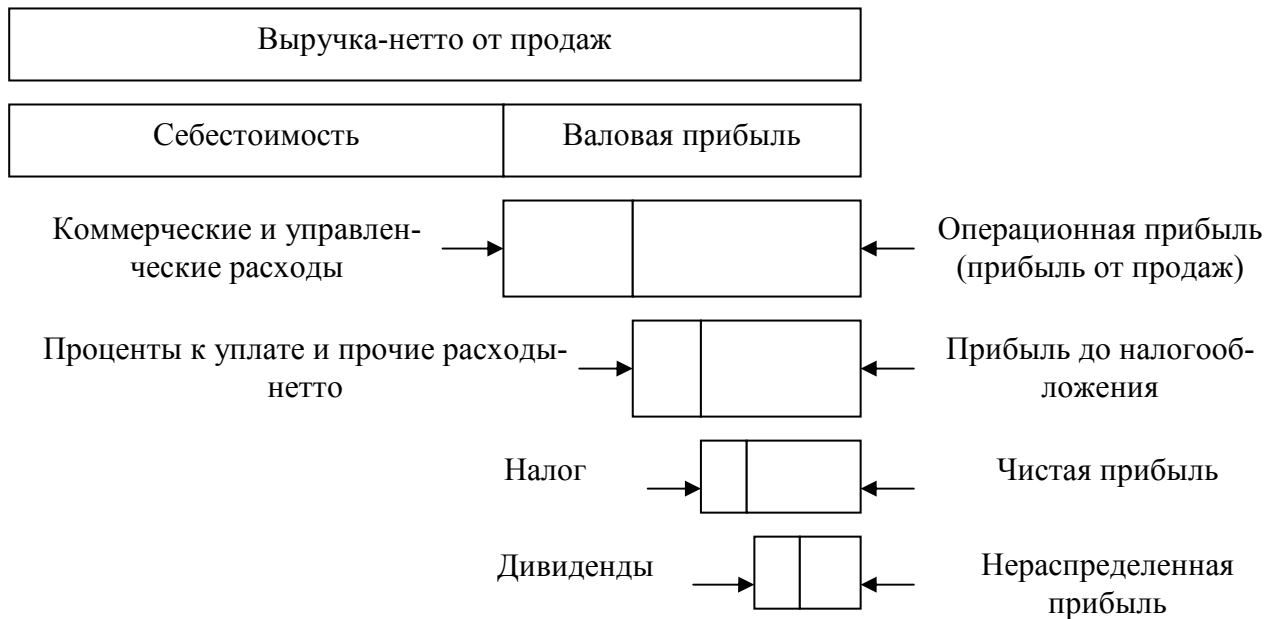 Выручка-нетто от продаж
Себестоимость
Валовая прибыль
Коммерческие и управлен-
ческие расходы
Операционная прибыль
(прибыль от продаж)
Проценты к уплате и прочие расходы-
нетто
Прибыль до налогооб-
ложения
Налог
Чистая прибыль
Дивиденды
Нераспределенная
прибыль